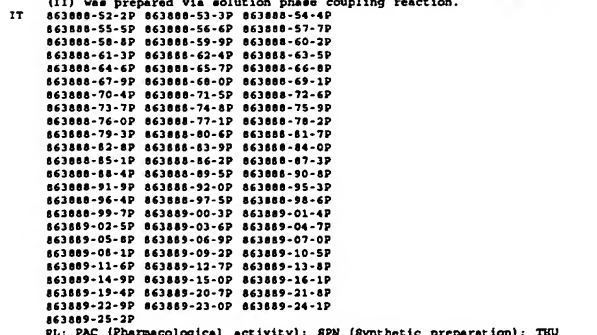 (II) was prepared via solution phase coupling reaction.
IT 863888-52-2P 863888-53-3P 863888-54-4P
863888-55-5P 863888-56-6P 863888-57-7P
863888-58-8P 863888-59-9P 863888-60-2P
863888-61-3P 863888-62-4P 863888-63-5P
863888-64-6P 863888-65-7P 863888-66-8P
863888-67-9P 863888-68-0P 863888-69-1P
863888-70-4P 863888-71-5P 863888-72-6P
863888-73-7P 863888-74-8P 863888-75-9P
863888-76-0P 863888-77-1P 863888-78-2P
863888-79-3P 863888-80-6P 863888-81-7P
863888-82-8P 863888-83-9P 863888-84-0P
863888-85-1P 863888-86-2P 863888-87-3P
863888-88-4P 863888-89-5P 863888-90-8P
863888-91-9P 863888-92-0P 863888-95-3P
863888-96-4P 863888-97-5P 863888-98-6P
863888-99-7P 863889-00-3P 863889-01-4P
863889-02-5P 863889-03-6P 863889-04-7P
863889-05-8P 863889-06-9P 863889-07-0P
863889-08-1P 863889-09-2P 863889-10-5P
863889-11-6P 863889-12-7P 863889-13-8P
863889-14-9P 863889-15-0P 863889-16-1P
863889-19-4P 863889-20-7P 863889-21-8P
863889-22-9P 863889-23-0P 863889-24-1P
863889-25-2P
RL: PAC (Pharmacological activity); SPN (Synthetic preparation); THU